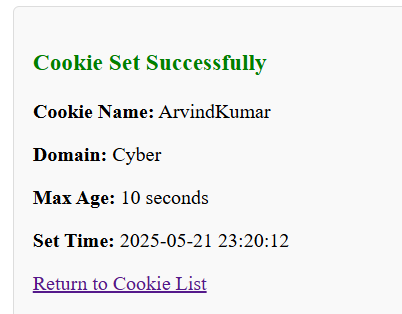 Cookie Set Successfully
Cookie Name: ArvindKumar
Domain: Cyber
Max Age: 10 seconds
Set Time: 2025-05-21 23:20:12
Return to Cookie List